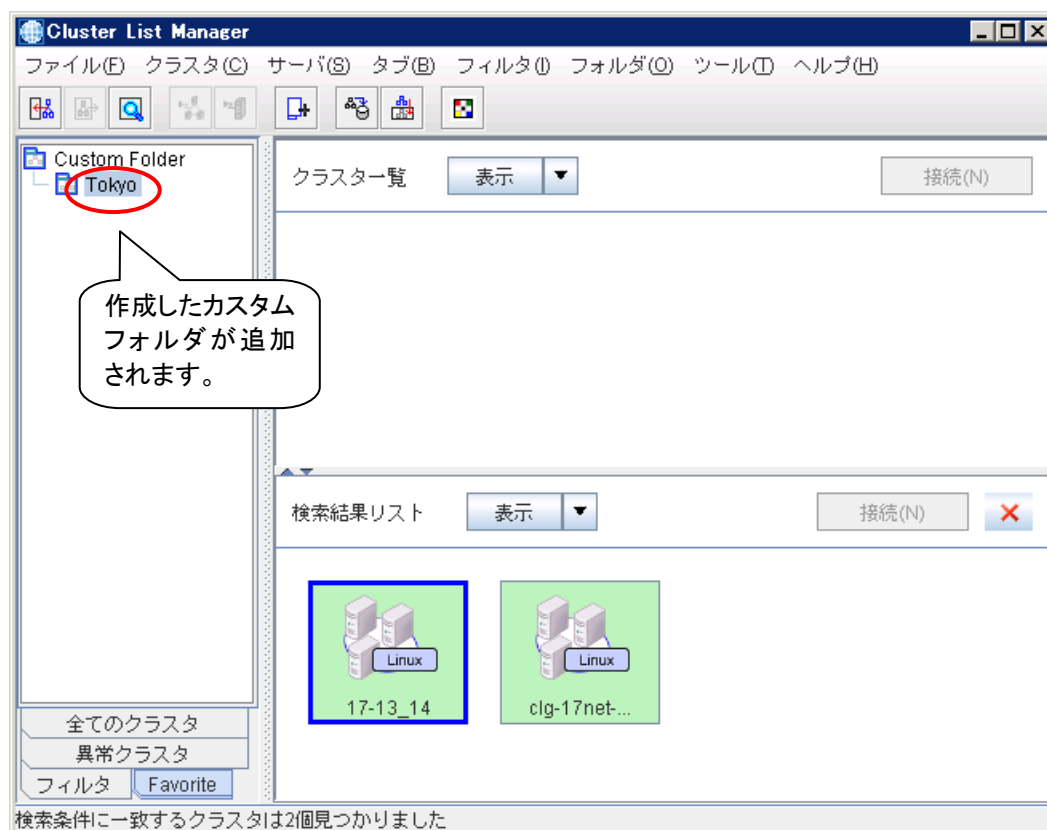 Cluster List Manager
ファイル(F) クラスタ(C) サーバ(S) タブ(B) フィルタ(I) フォルダ(O) ツール(T) ヘルプ(H)
Custom Folder
Tokyo
作成したカスタム
フォルダが追加
されます。
クラスタ一覧 表示 接続(N)
検索結果リスト 表示 接続(N)
Linux
Linux
17-13_14
clg-17net-...
全てのクラスタ
異常クラスタ
フィルタ Favorite
検索条件に一致するクラスタは2個見つかりました